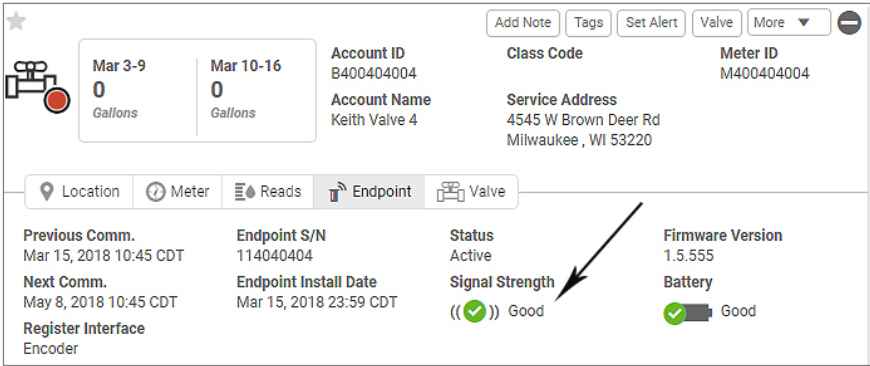 Add Note Tags Set Alert Valve More
Mar 3-9 Mar 10-16
0 0
Gallons Gallons
Account ID Class Code Meter ID
B400404004 M400404004
Account Name Service Address
Keith Valve 4 4545 W Brown Deer Rd
Milwaukee , WI 53220
Location Meter Reads Endpoint Valve
Previous Comm. Endpoint S/N Status Firmware Version
Mar 15, 2018 10:45 CDT 114040404 Active 1.5.555
Next Comm. Endpoint Install Date Signal Strength Battery
May 8, 2018 10:45 CDT Mar 15, 2018 23:59 CDT (( )) Good Good
Register Interface
Encoder